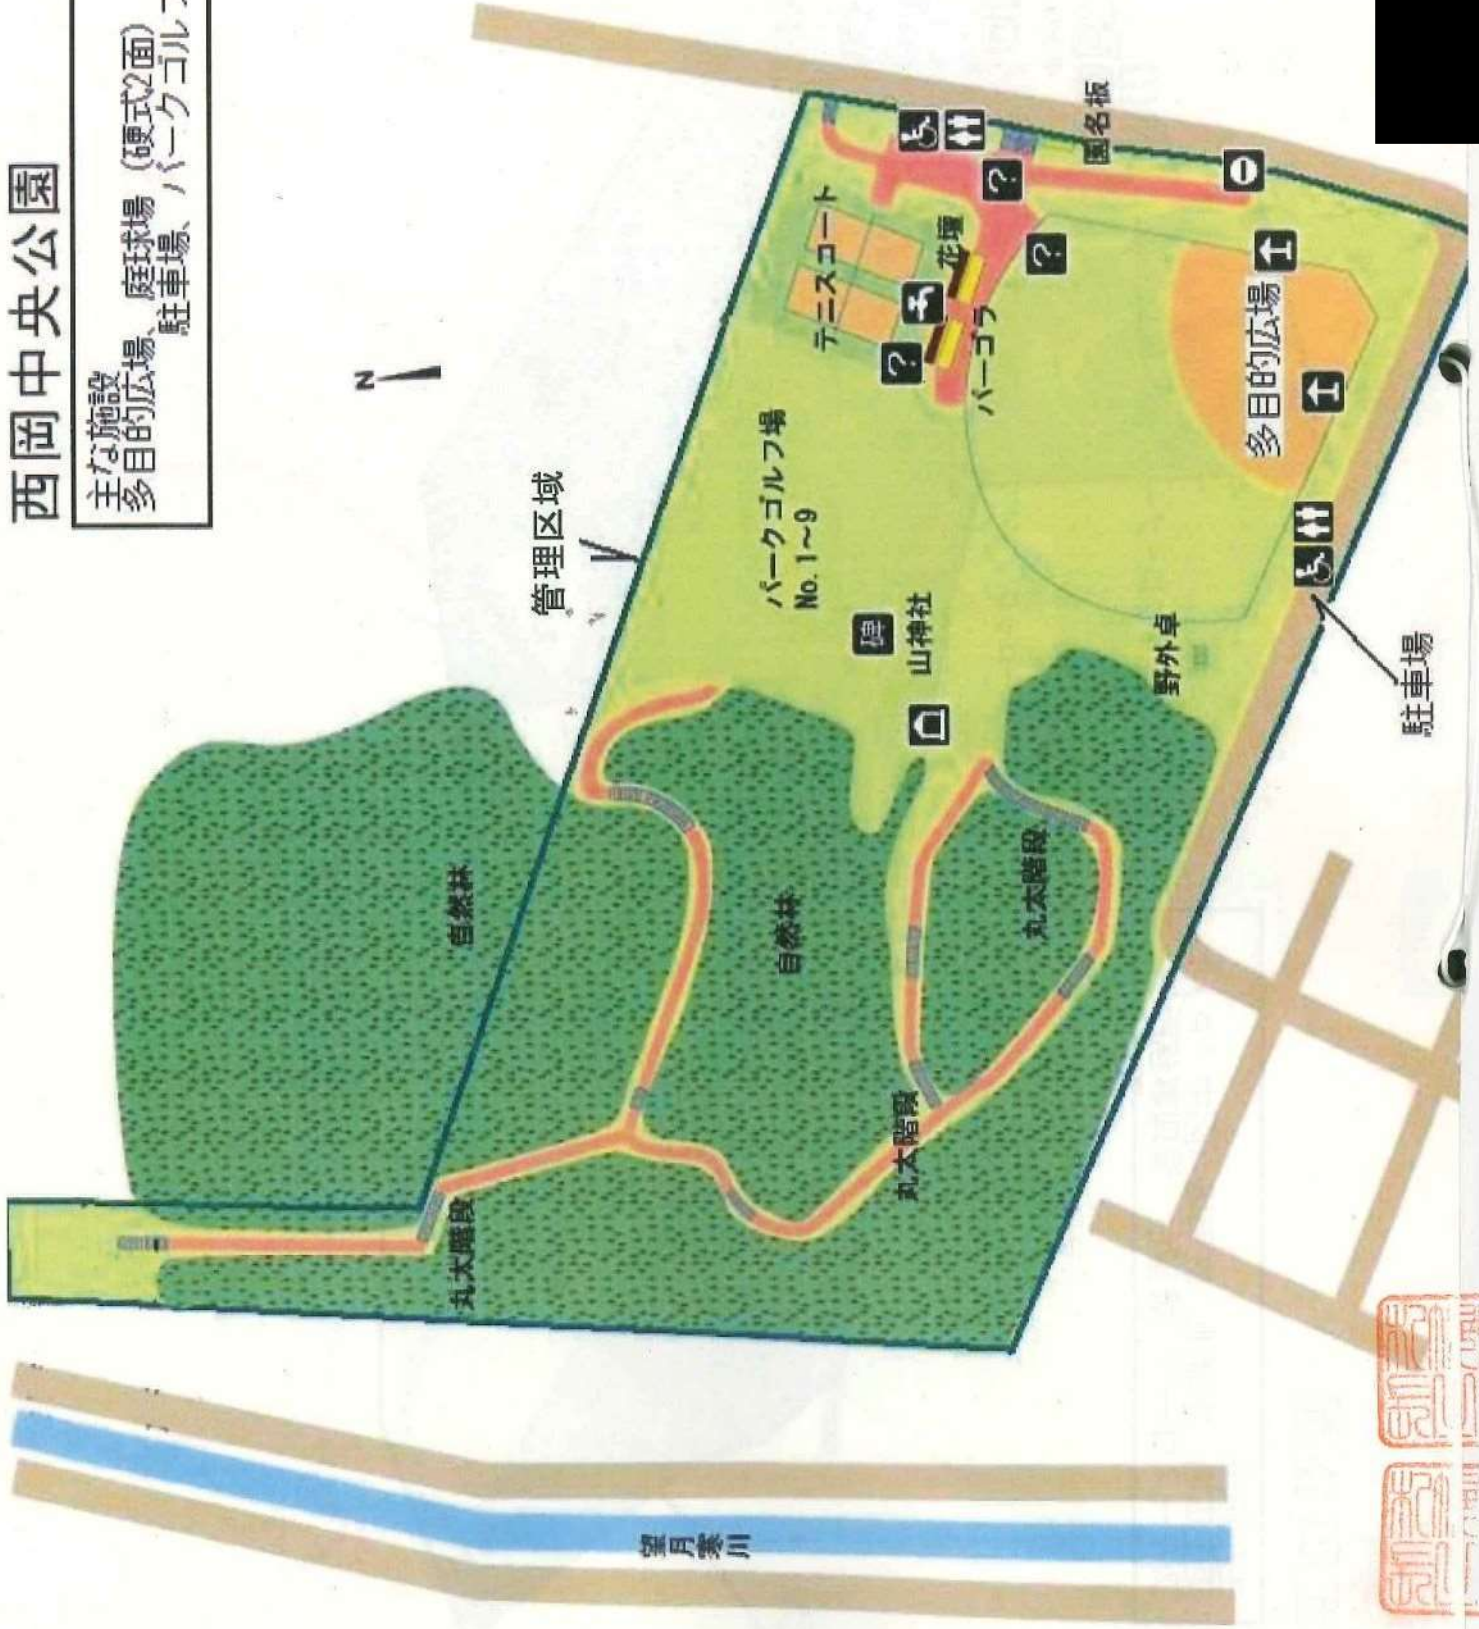 西岡中央公園
主な施設
多目的広場、庭球場(硬式2面)
駐車場、パークゴルフ
N
管理区域
パークゴルフ場
No.1~9
テニスコート
花壇
パーゴラ
園名板
?
?
?
多目的広場
碑
山神社
野外卓
駐車場
自然林
自然林
丸太階段
丸太階段
丸太階段
望月寒川